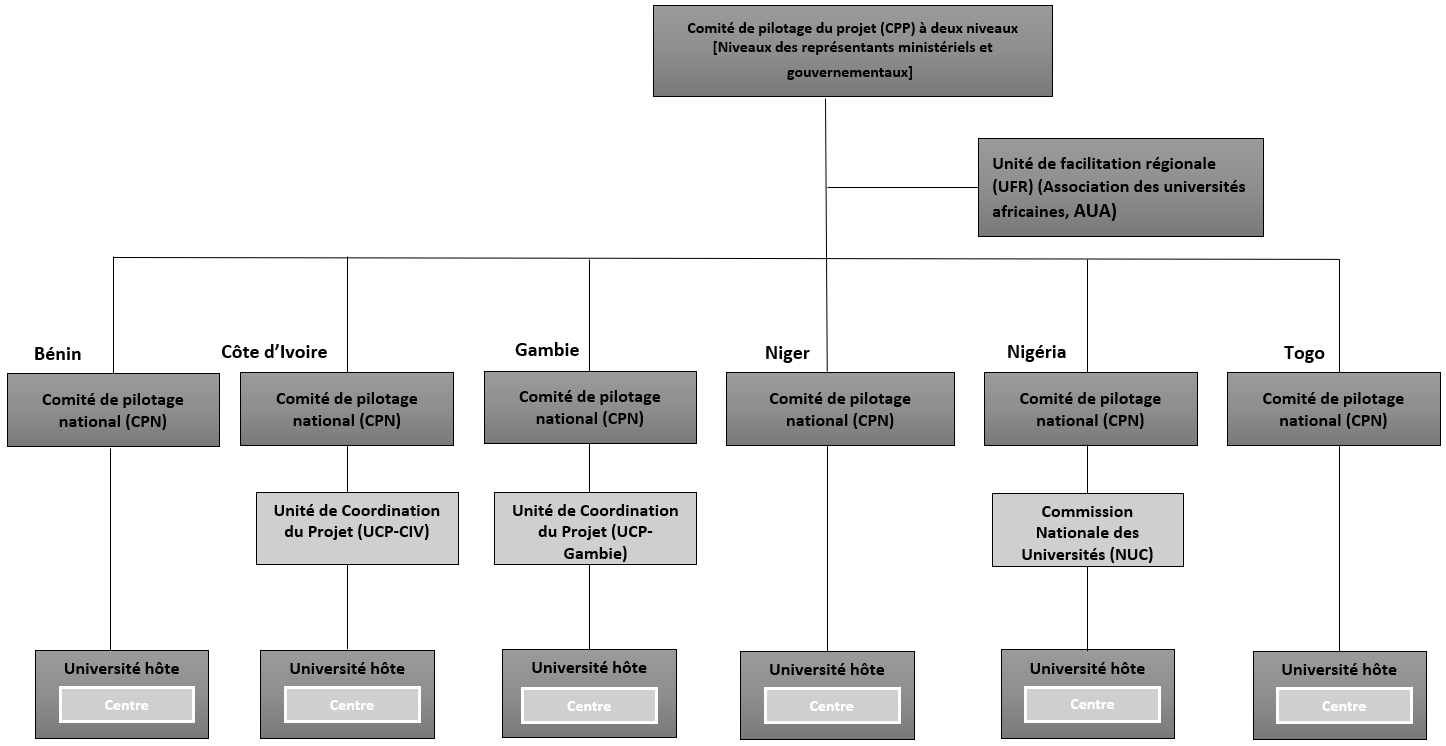 Comité de pilotage du projet (CPP) à deux niveaux
[Niveaux des représentants ministériels et
gouvernementaux]
Unité de facilitation régionale
(UFR) (Association des universités
africaines, AUA)
Bénin
Côte d’Ivoire
Gambie
Niger
Nigéria
Togo
Comité de pilotage
national (CPN)
Comité de pilotage
national (CPN)
Comité de pilotage
national (CPN)
Comité de pilotage
national (CPN)
Comité de pilotage
national (CPN)
Comité de pilotage
national (CPN)
Unité de Coordination
du Projet (UCP-CIV)
Unité de Coordination
du Projet (UCP-
Gambie)
Commission
Nationale des
Universités (NUC)
Université hôte
Centre
Université hôte
Centre
Université hôte
Centre
Université hôte
Centre
Université hôte
Centre
Université hôte
Centre